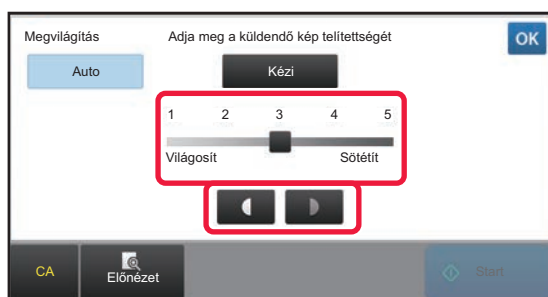 Megvilágítás Adja meg a küldendő kép telítettségét OK
Auto Kézi
1 2 3 4 5
Világosít Sötétít
CA Előnézet Start